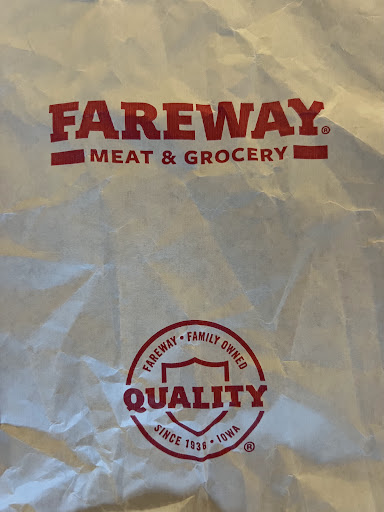 FAREWAY®
MEAT & GROCERY
FAREWAY • FAMILY OWNED
QUALITY
SINCE 1938 • IOWA
®